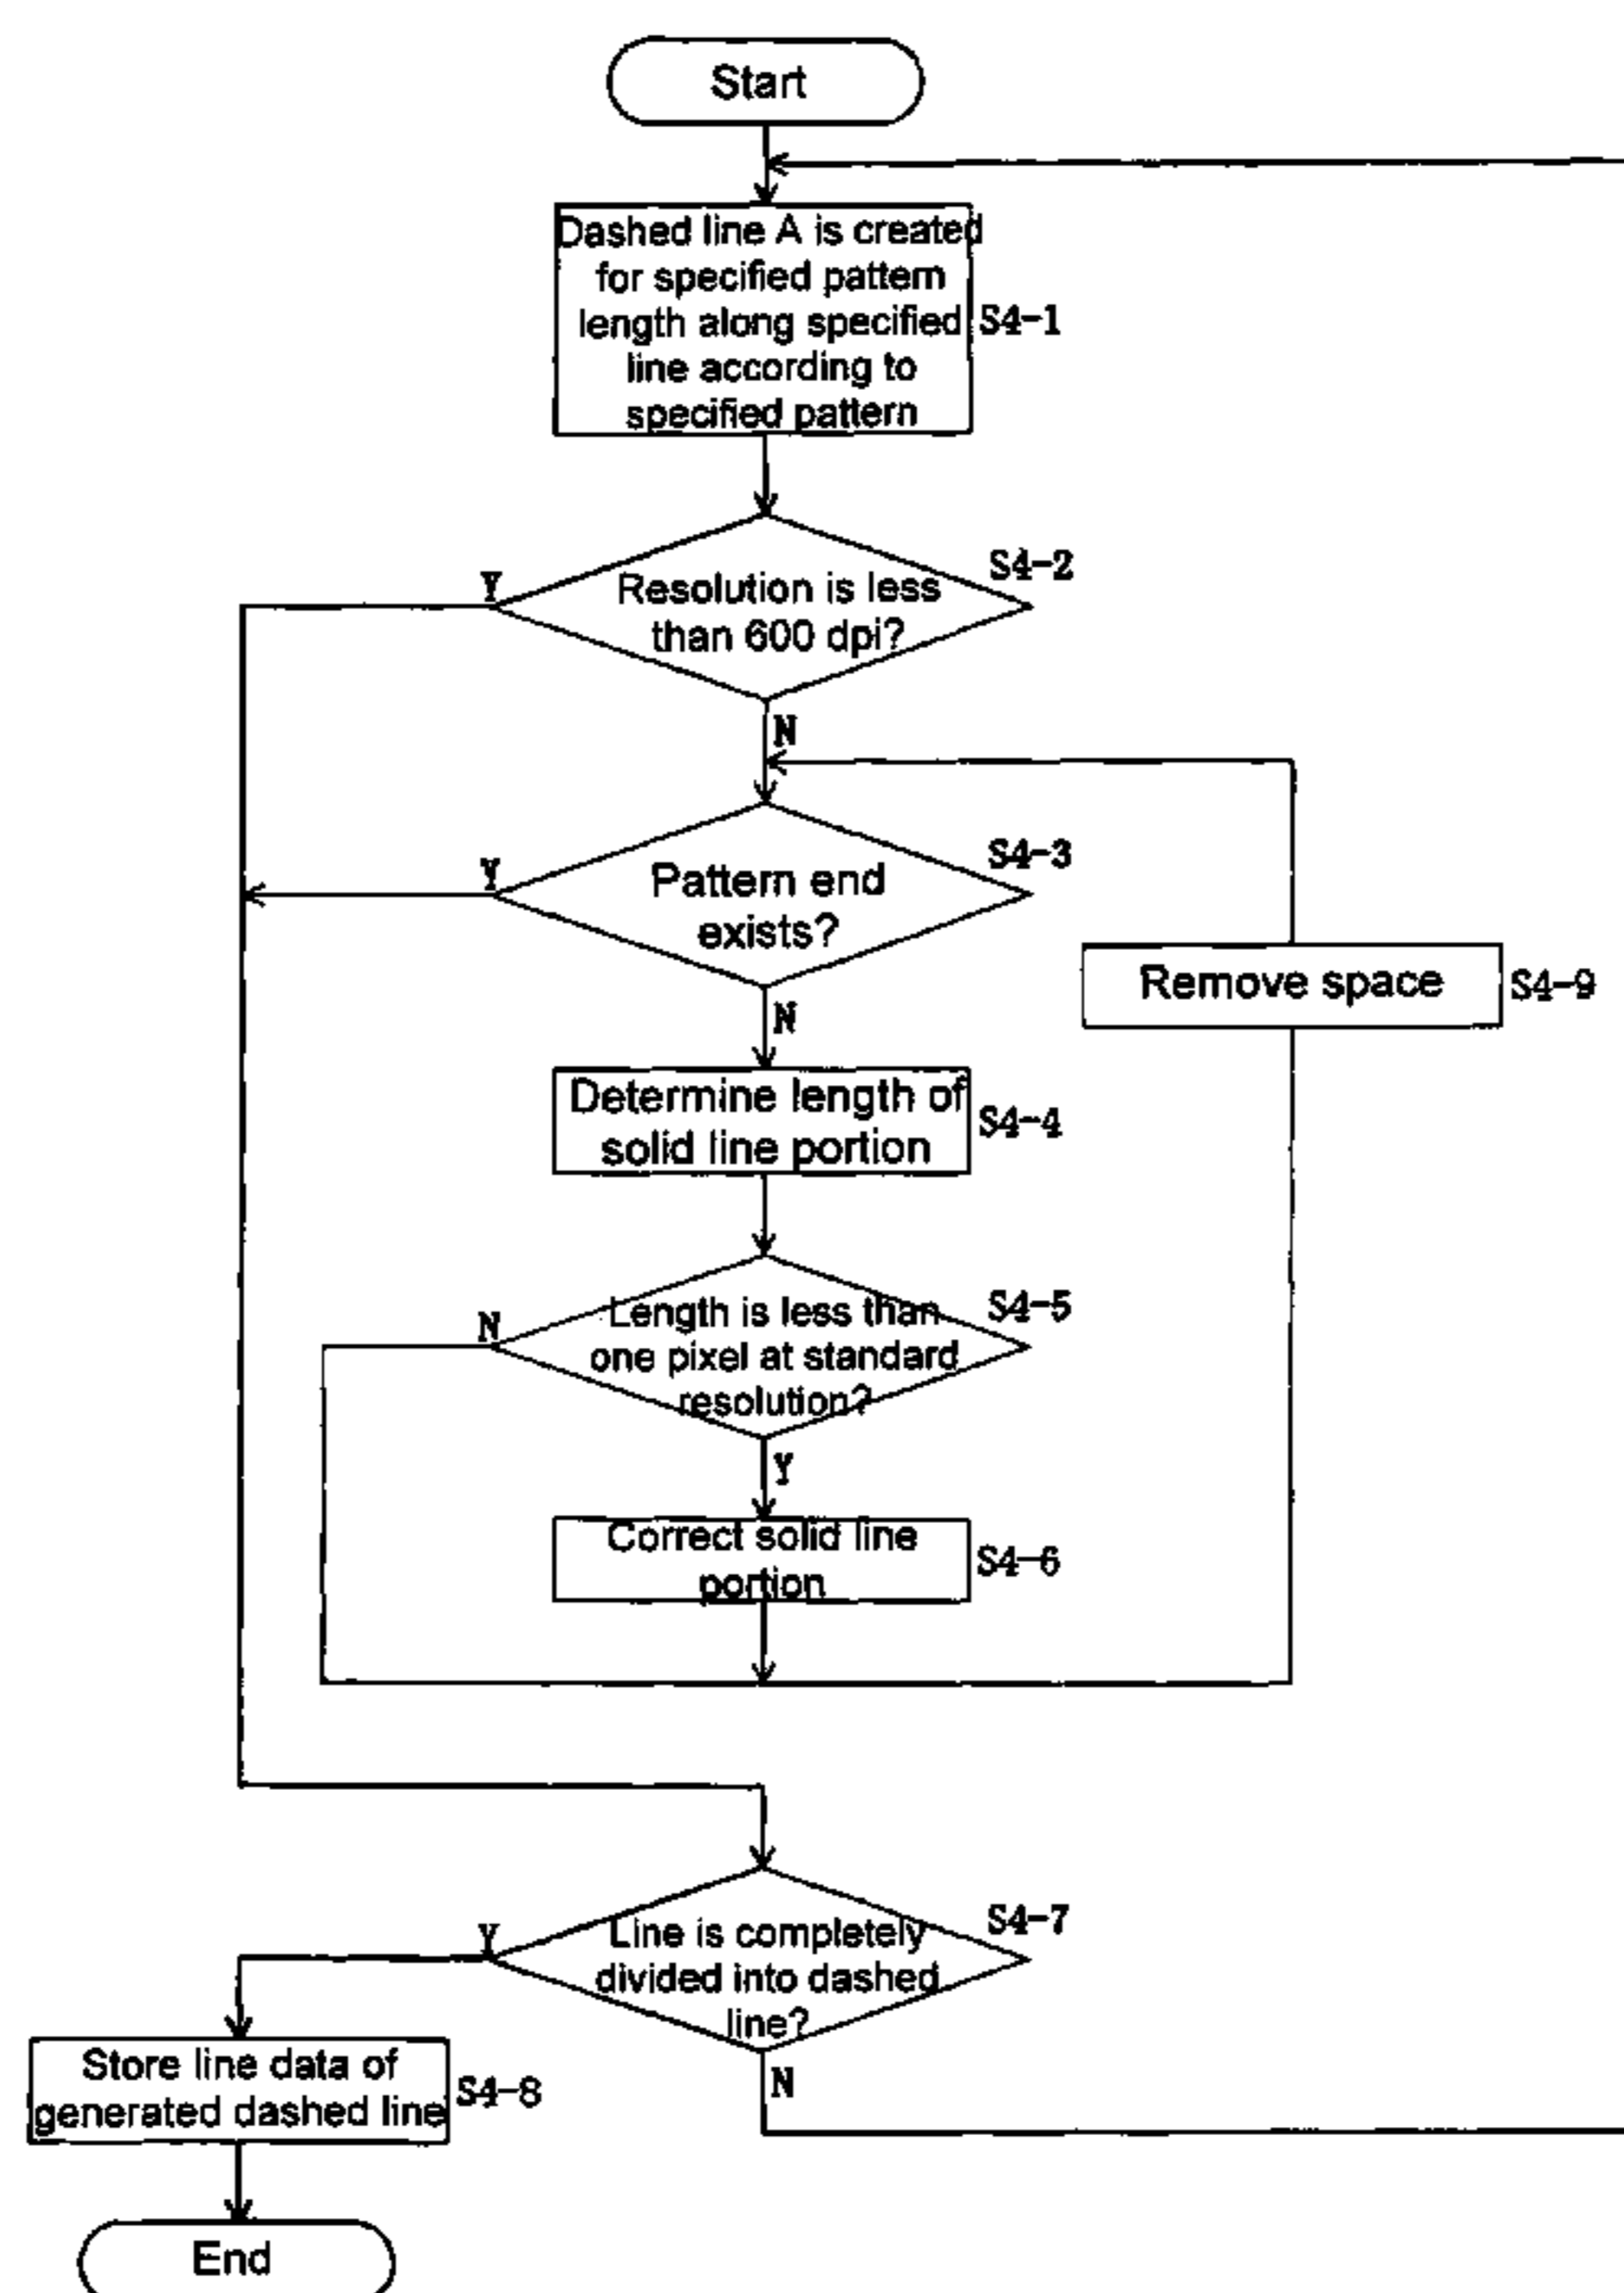 Start
Dashed line A is created
for specified pattern
length along specified
line according to
specified pattern
S4-1
S4-2
Y
Resolution is less
than 600 dpi?
N
S4-3
Y
Pattern end
exists?
N
Remove space
S4-9
Determine length of
solid line portion
S4-4
S4-5
N
Length is less than
one pixel at standard
resolution?
Y
Correct solid line
portion
S4-6
S4-7
Y
Line is completely
divided into dashed
line?
N
Store line data of
generated dashed line
S4-8
End